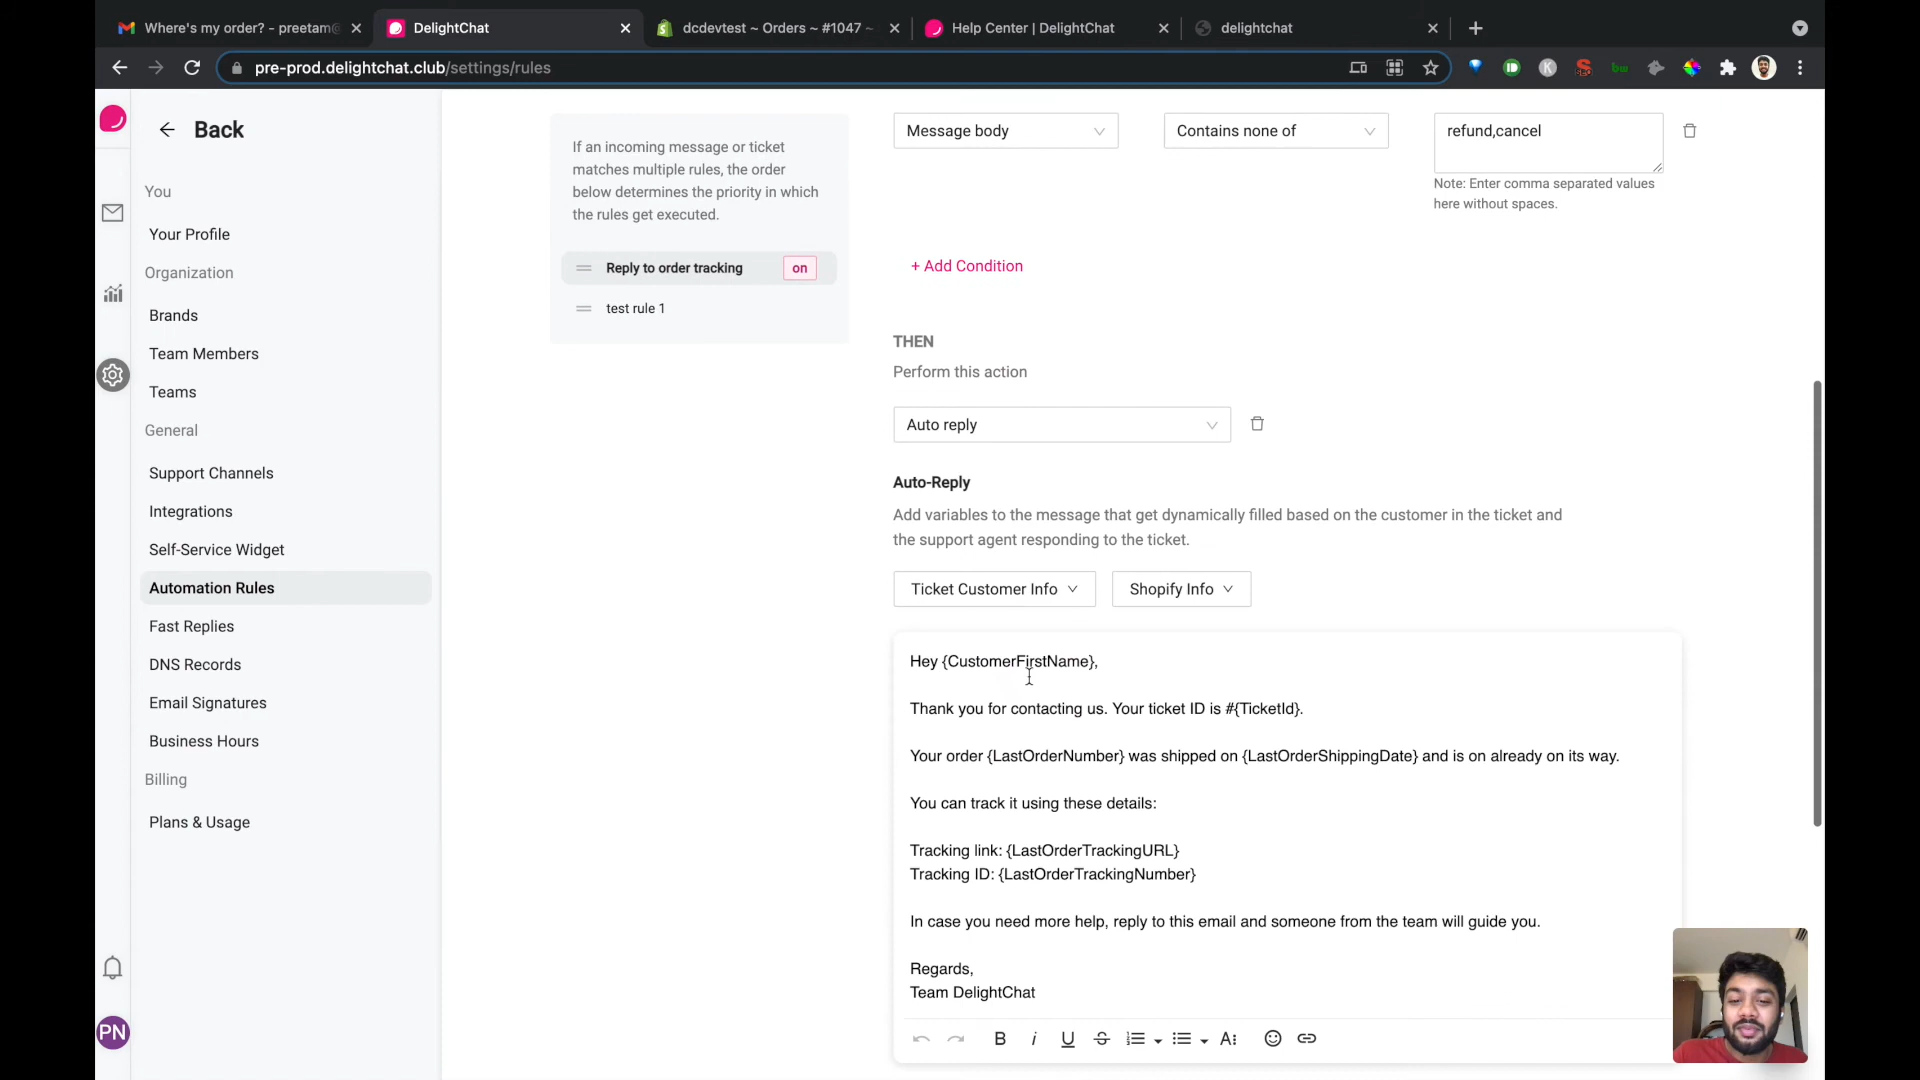 Where's my order? - preetam@
DelightChat
dcdevtest ~ Orders ~ #1047 ~
Help Center | DelightChat
delightchat
pre-prod.delightchat.club/settings/rules
Back
You
Your Profile
Organization
Brands
Team Members
Teams
General
Support Channels
Integrations
Self-Service Widget
Automation Rules
Fast Replies
DNS Records
Email Signatures
Business Hours
Billing
Plans & Usage
PN
If an incoming message or ticket
matches multiple rules, the order
below determines the priority in which
the rules get executed.
Reply to order tracking
on
test rule 1
Message body
Contains none of
refund,cancel
Note: Enter comma separated values
here without spaces.
+ Add Condition
THEN
Perform this action
Auto reply
Auto-Reply
Add variables to the message that get dynamically filled based on the customer in the ticket and
the support agent responding to the ticket.
Ticket Customer Info
Shopify Info
Hey {CustomerFirstName},
Thank you for contacting us. Your ticket ID is #{TicketId}.
Your order {LastOrderNumber} was shipped on {LastOrderShippingDate} and is on already on its way.
You can track it using these details:
Tracking link: {LastOrderTrackingURL}
Tracking ID: {LastOrderTrackingNumber}
In case you need more help, reply to this email and someone from the team will guide you.
Regards,
Team DelightChat